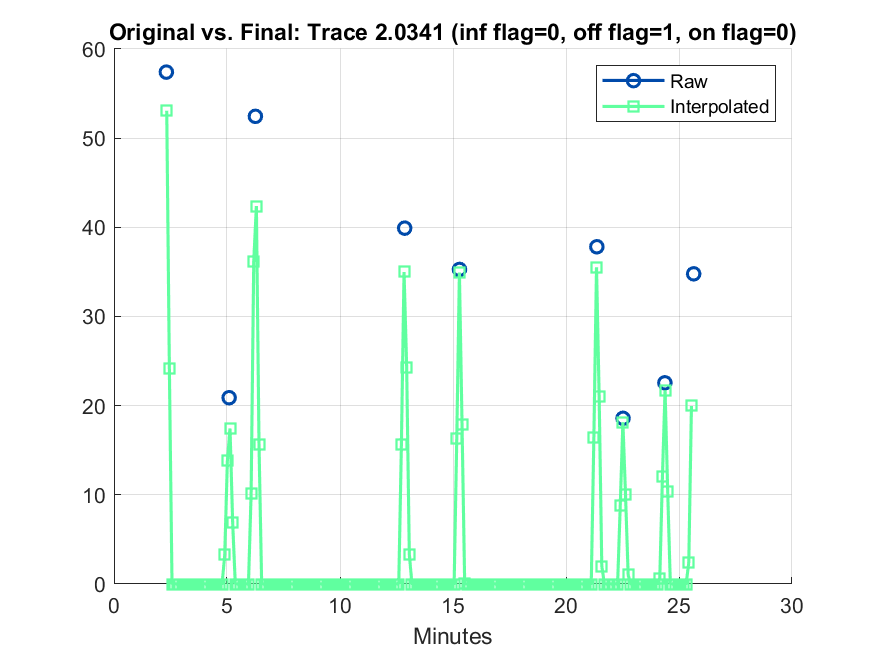 Original vs. Final: Trace 2.0341 (inf flag=0, off flag=1, on flag=0)
60
50
40
30
20
10
0
Raw
Interpolated
0 5 10 15 20 25 30
Minutes